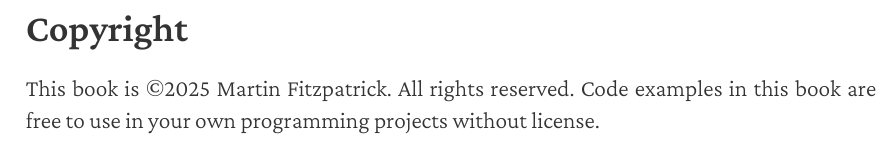 Copyright
This book is ©2025 Martin Fitzpatrick. All rights reserved. Code examples in this book are
free to use in your own programming projects without license.